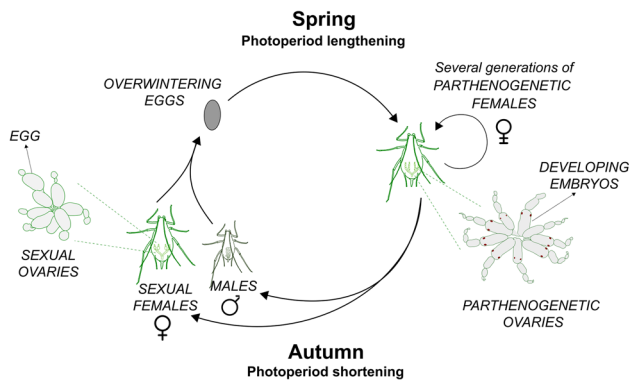 Spring
Photoperiod lengthening
Several generations of
PARTHENOGENETIC
FEMALES
OVERWINTERING
EGGS
EGG
DEVELOPING
EMBRYOS
SEXUAL
OVARIES
SEXUAL
FEMALES
MALES
PARTHENOGENETIC
OVARIES
Autumn
Photoperiod shortening